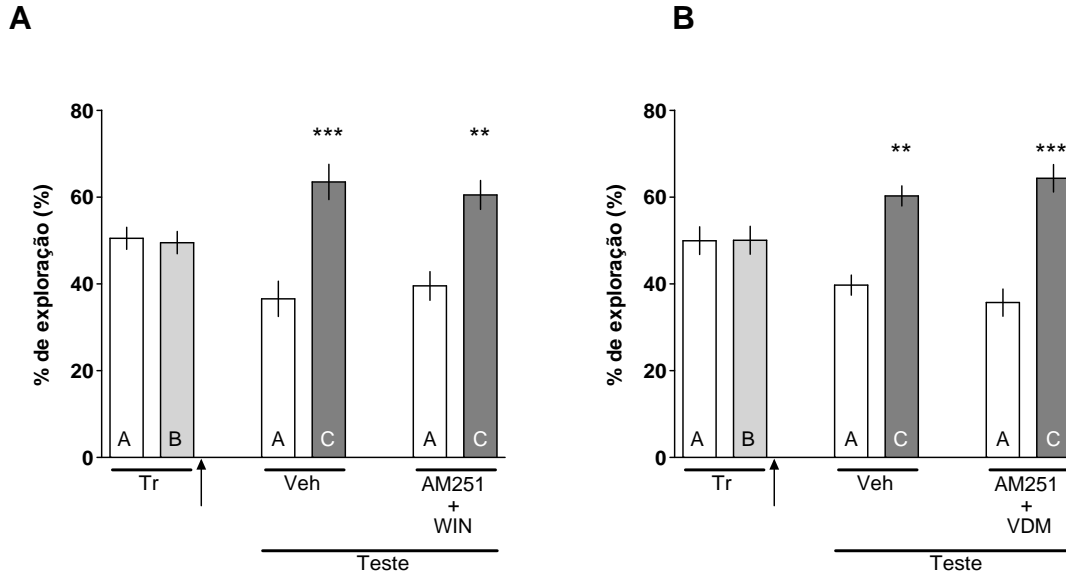 A
% de exploração (%)
80
60
40
20
0
***
**
A
B
A
C
A
C
Tr
Veh
AM251
+
WIN
Teste
B
% de exploração (%)
80
60
40
20
0
**
***
A
B
A
C
A
C
Tr
Veh
AM251
+
VDM
Teste